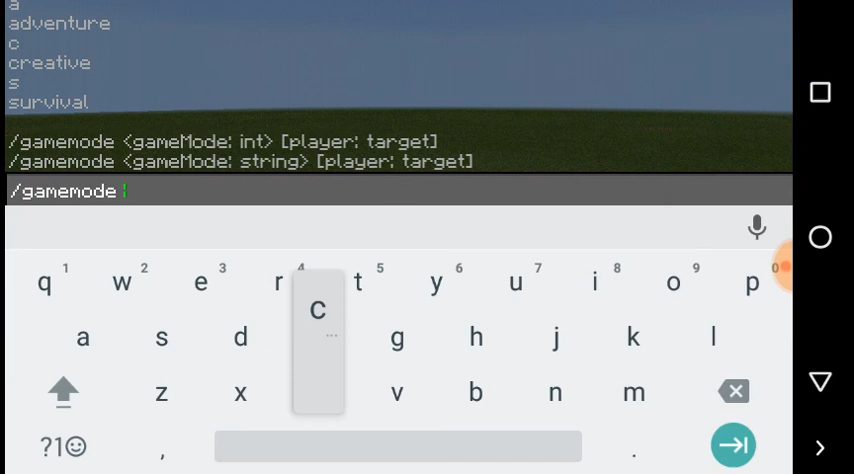 a
adventure
c
creative
s
survival
/gamemode <gameMode: int> [player: target]
/gamemode <gameMode: string> [player: target]
/gamemode
q 1 w 2 e 3 r 4 t 5 y 6 u 7 i 8 o 9 p 0
c
...
a s d g h j k l
z x v b n m
?1 , .